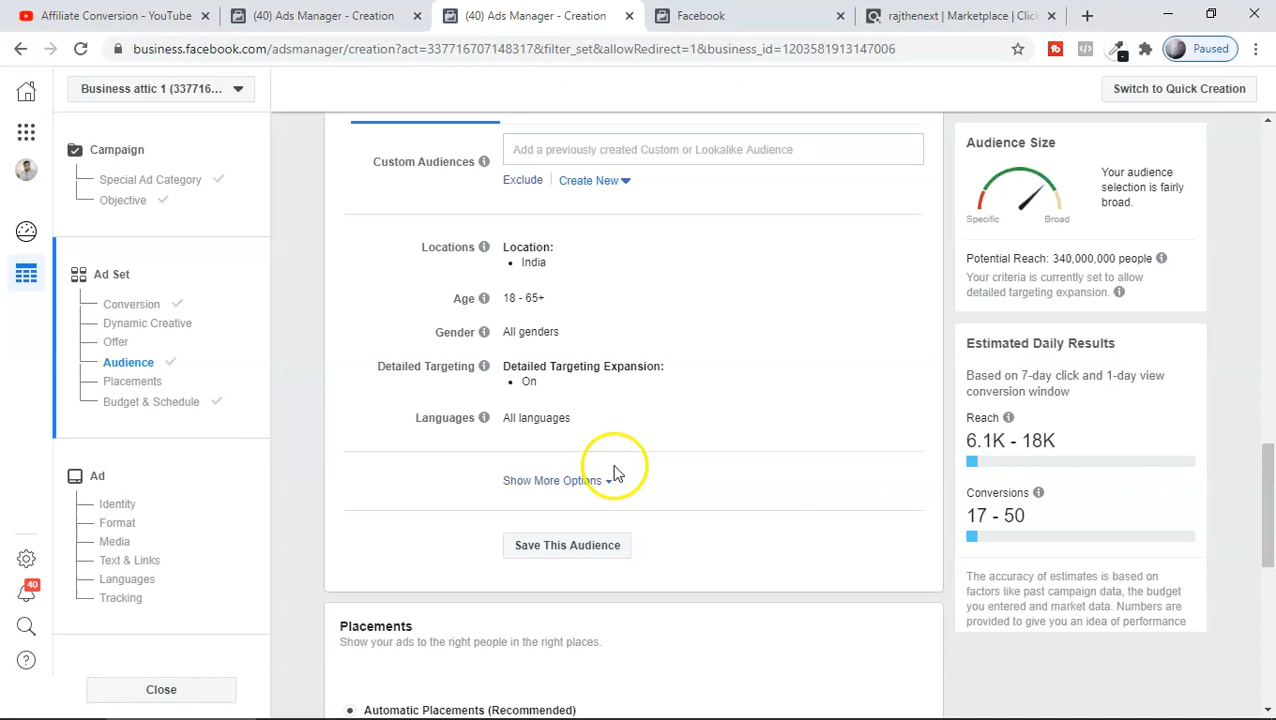 Affiliate Conversion - YouTube
(40) Ads Manager - Creation
(40) Ads Manager - Creation
Facebook
rajthenext | Marketplace | Click
business.facebook.com/adsmanager/creation?act=337716707148317&filter_set&allowRedirect=1&business_id=1203581913147006
Paused
Business attic 1 (337716...
Switch to Quick Creation
Campaign
Special Ad Category
Objective
Ad Set
Conversion
Dynamic Creative
Offer
Audience
Placements
Budget & Schedule
Ad
Identity
Format
Media
Text & Links
Languages
Tracking
40
Close
Custom Audiences
Add a previously created Custom or Lookalike Audience
Exclude
Create New
Locations
Location:
India
Age
18 - 65+
Gender
All genders
Detailed Targeting
Detailed Targeting Expansion:
On
Languages
All languages
Show More Options
Save This Audience
Placements
Show your ads to the right people in the right places.
Automatic Placements (Recommended)
Audience Size
Your audience
selection is fairly
broad.
Specific
Broad
Potential Reach: 340,000,000 people
Your criteria is currently set to allow
detailed targeting expansion.
Estimated Daily Results
Based on 7-day click and 1-day view
conversion window
Reach
6.1K - 18K
Conversions
17 - 50
The accuracy of estimates is based on
factors like past campaign data, the budget
you entered and market data. Numbers are
provided to give you an idea of performance